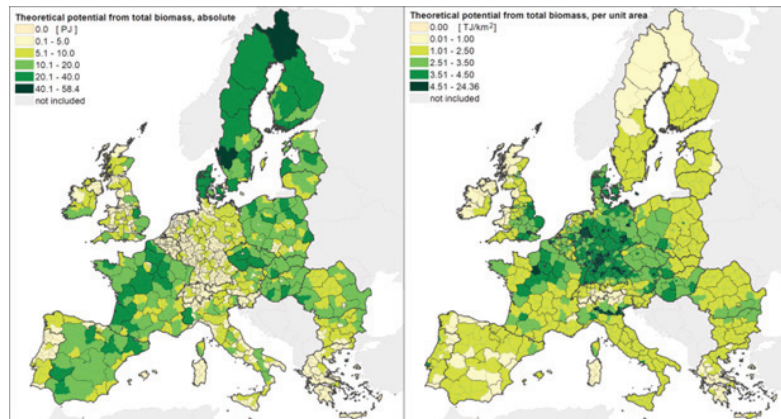 Theoretical potential from total biomass, absolute
0.0 [ PJ ]
0.1 - 5.0
5.1 - 10.0
10.1 - 20.0
20.1 - 40.0
40.1 - 58.4
not included
Theoretical potential from total biomass, per unit area
0.00 [ TJ/km²]
0.01 - 1.00
1.01 - 2.50
2.51 - 3.50
3.51 - 4.50
4.51 - 24.36
not included